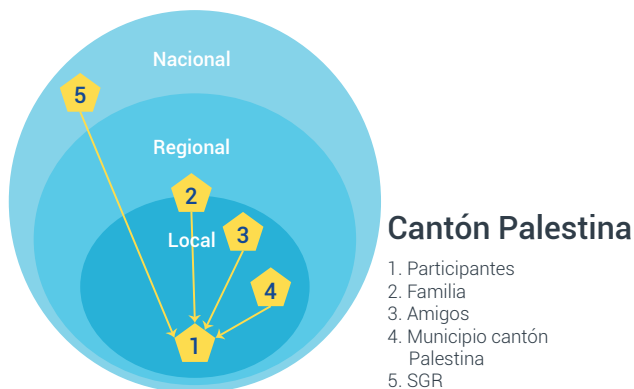 Nacional
5
Regional
2
Local
3
4
1
Cantón Palestina
1. Participantes
2. Familia
3. Amigos
4. Municipio cantón
Palestina
5. SGR